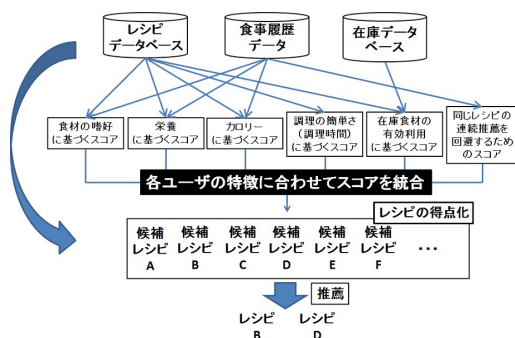 レシピ
データベース
食事履歴
データ
在庫データ
ベース
食材の嗜好
に基づくスコア
栄養
に基づくスコア
カロリー
に基づくスコア
調理の簡単さ
(調理時間)
に基づくスコア
在庫食材の
有効利用
に基づくスコア
同じレシピの
連続推薦を
回避するため
のスコア
各ユーザの特徴に合わせてスコアを統合
レシピの得点化
候補
レシピ
A
候補
レシピ
B
候補
レシピ
C
候補
レシピ
D
候補
レシピ
E
候補
レシピ
F
…
推薦
レシピ
B
レシピ
D